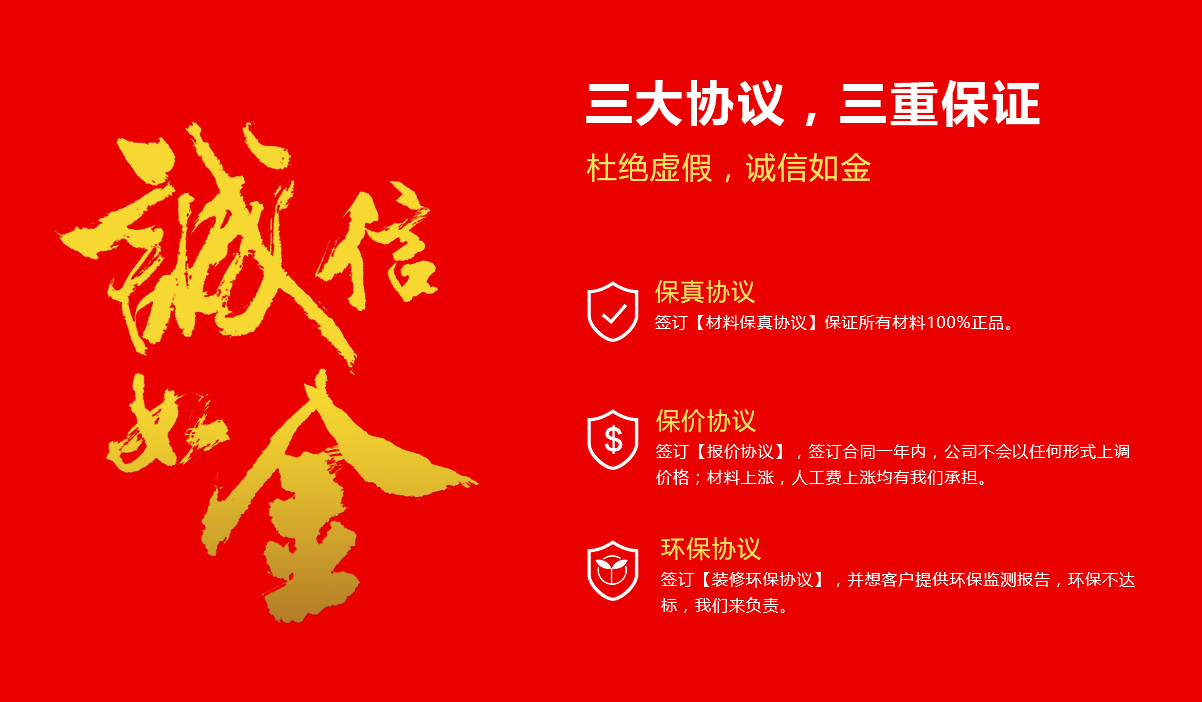 誠信
如金
三大协议，三重保证
杜绝虚假，诚信如金
保真协议
签订【材料保真协议】保证所有材料100%正品。
保价协议
$
签订【报价协议】，签订合同一年内，公司不会以任何形式上调
价格；材料上涨，人工费上涨均有我们承担。
环保协议
签订【装修环保协议】，并想客户提供环保监测报告，环保不达
标，我们来负责。